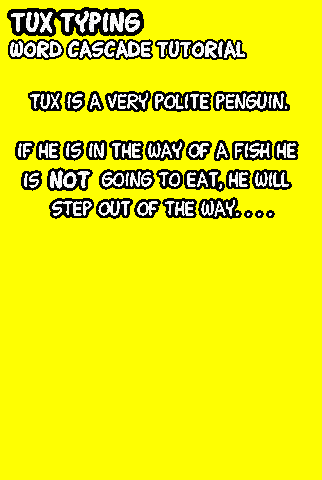 TUX TYPING
WORD CASCADE TUTORIAL
TUX IS A VERY POLITE PENGUIN.
IF HE IS IN THE WAY OF A FISH HE
IS NOT GOING TO EAT, HE WILL
STEP OUT OF THE WAY. . . .